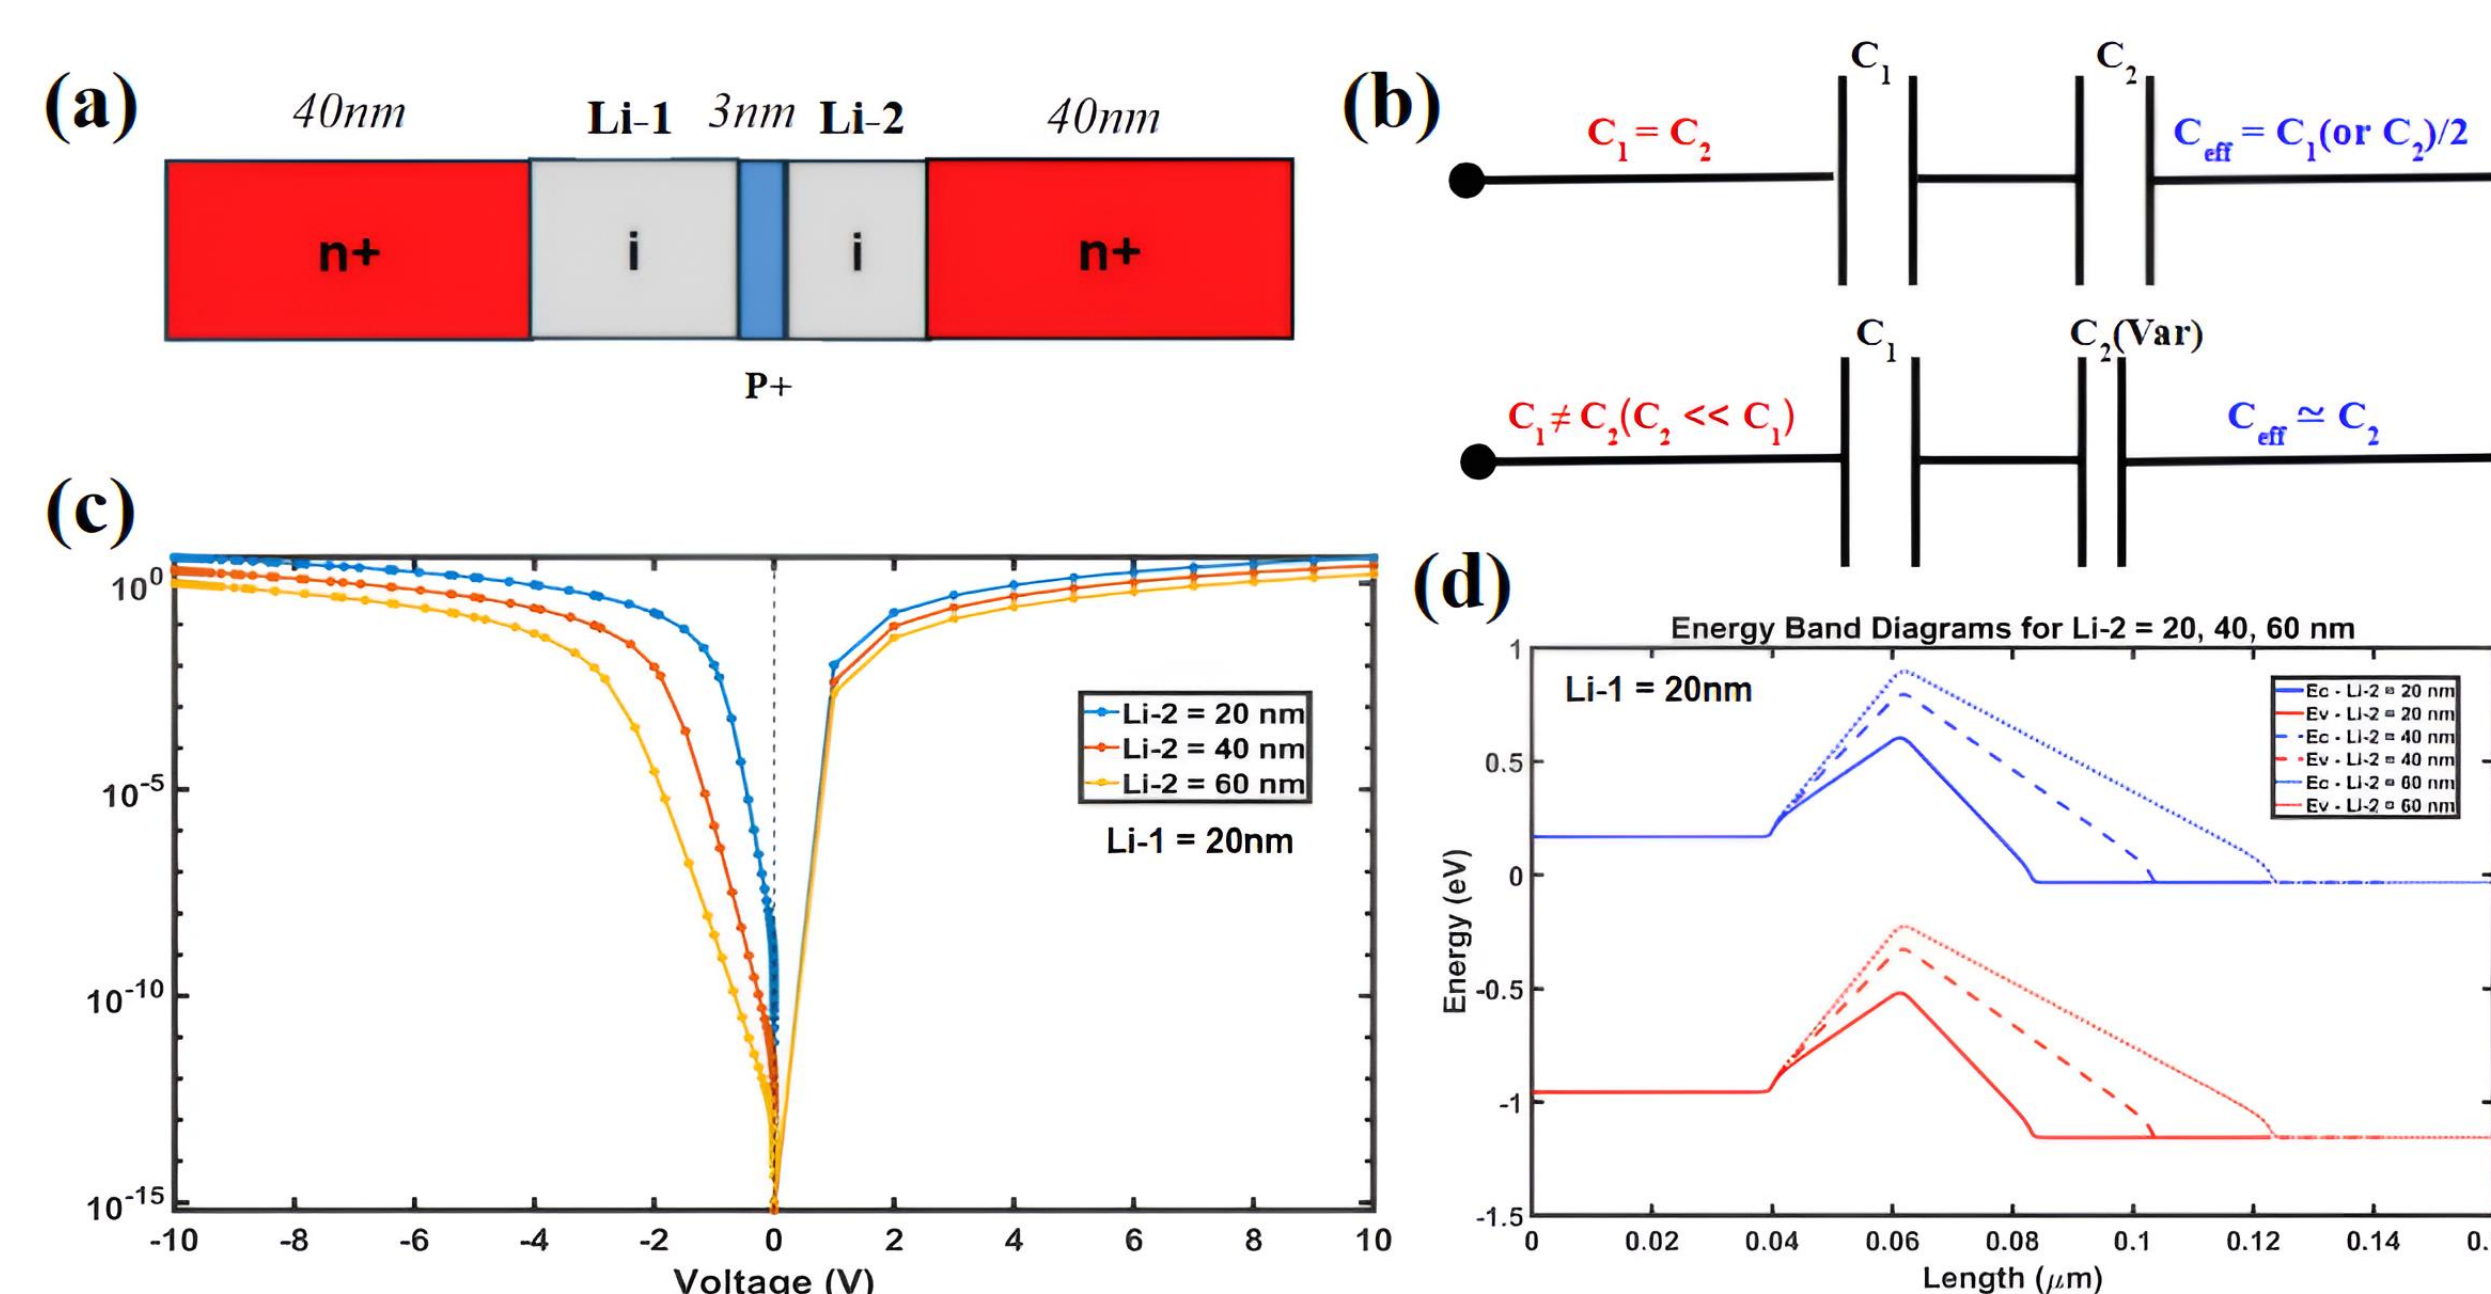 (a)
40nm Li-1 3nm Li-2 40nm
n+ i i n+
P+
(b)
C1 C2
C1 = C2 Ceff = C1(or C2)/2
C1 C2(Var)
C1 ≠ C2(C2 << C1) Ceff ≃ C2
(c)
10^0
10^-5
10^-10
10^-15
-10 -8 -6 -4 -2 0 2 4 6 8 10
Voltage (V)
Li-2 = 20 nm
Li-2 = 40 nm
Li-2 = 60 nm
Li-1 = 20nm
(d)
Energy Band Diagrams for Li-2 = 20, 40, 60 nm
Li-1 = 20nm
Ec - Li-2 = 20 nm
Ev - Li-2 = 20 nm
Ec - Li-2 = 40 nm
Ev - Li-2 = 40 nm
Ec - Li-2 = 60 nm
Ev - Li-2 = 60 nm
1
0.5
0
-0.5
-1
-1.5
Energy (eV)
0 0.02 0.04 0.06 0.08 0.1 0.12 0.14
Length (μm)